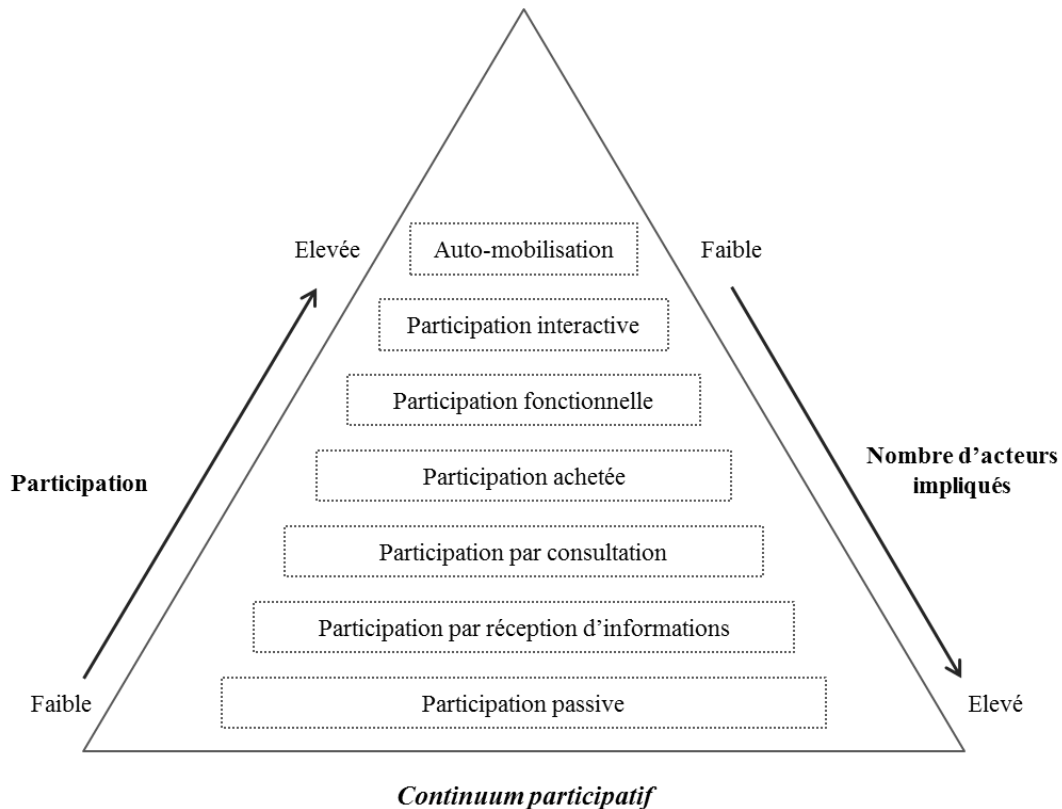 Elevée
Auto-mobilisation
Faible
Participation interactive
Participation fonctionnelle
Participation
Participation achetée
Nombre d’acteurs
impliqués
Participation par consultation
Participation par réception d’informations
Faible
Participation passive
Elevé
Continuum participatif